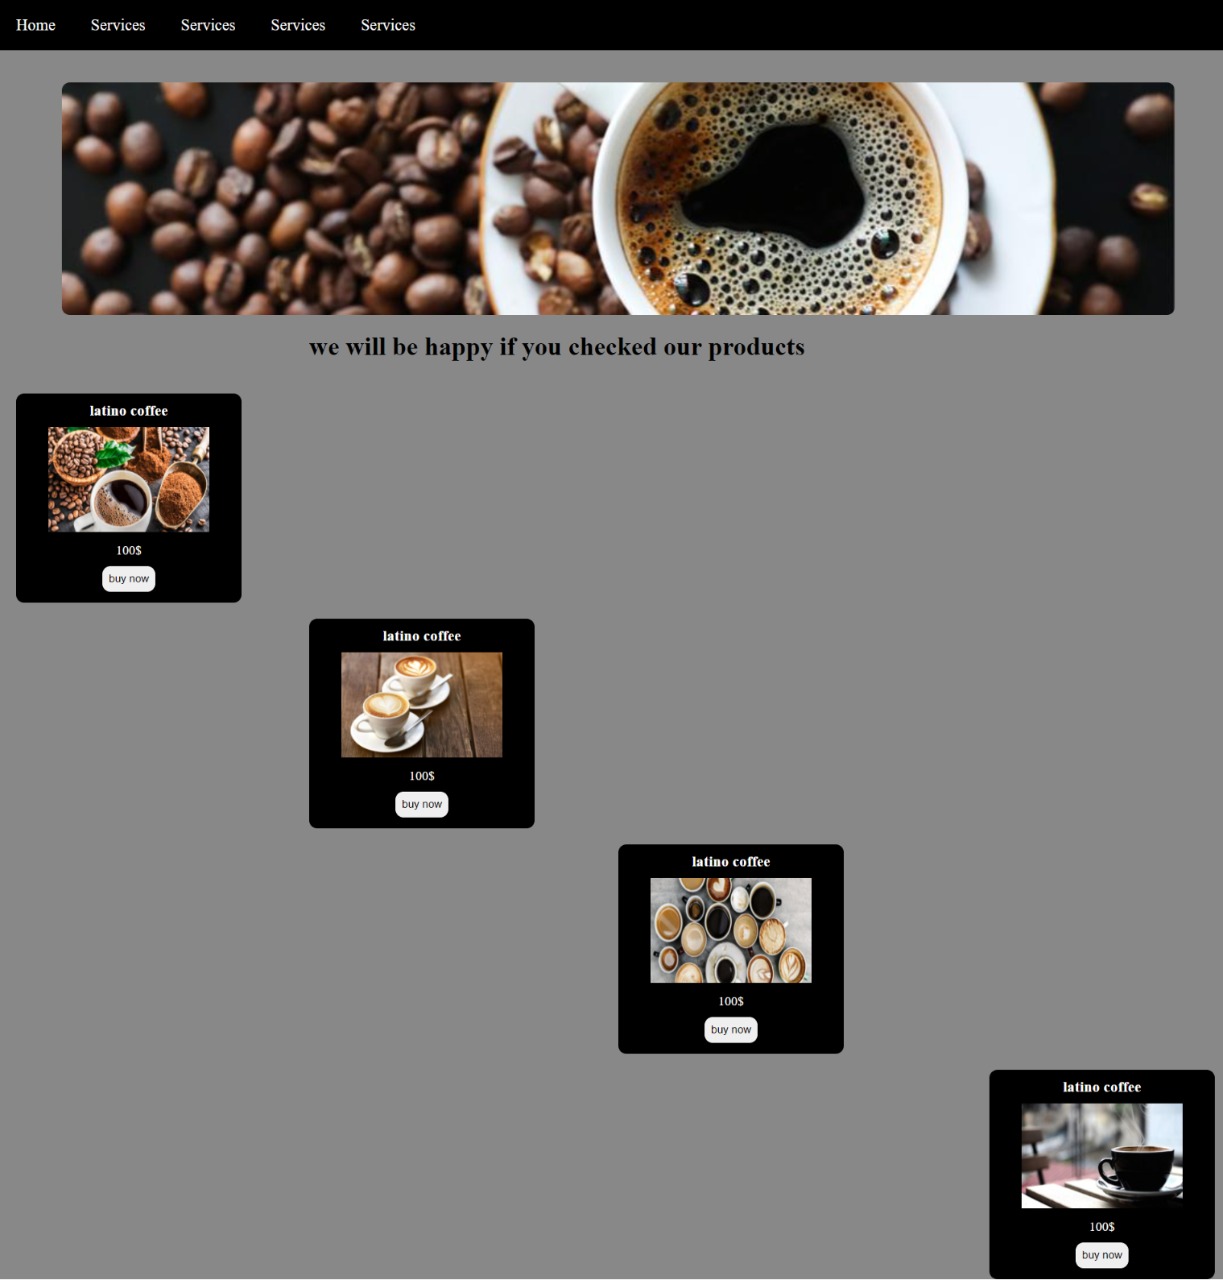 Home Services Services Services Services
we will be happy if you checked our products
latino coffee
100$
buy now
latino coffee
100$
buy now
latino coffee
100$
buy now
latino coffee
100$
buy now